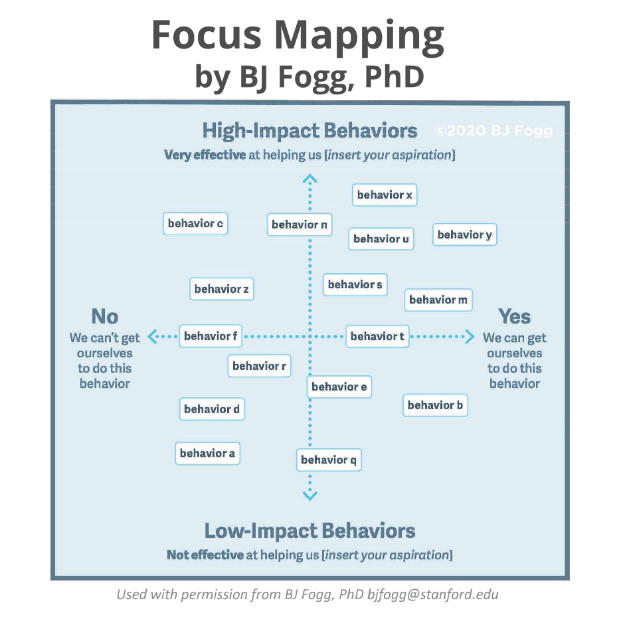 Focus Mapping
by BJ Fogg, PhD
High-Impact Behaviors
©2020 BJ Fogg
Very effective at helping us [insert your aspiration]
behavior x
behavior c
behavior n
behavior u
behavior y
behavior z
behavior s
behavior m
No
We can't get
ourselves
to do this
behavior
behavior f
behavior t
Yes
We can get
ourselves
to do this
behavior
behavior r
behavior e
behavior d
behavior b
behavior a
behavior q
Low-Impact Behaviors
Not effective at helping us [insert your aspiration]
Used with permission from BJ Fogg, PhD bjfogg@stanford.edu